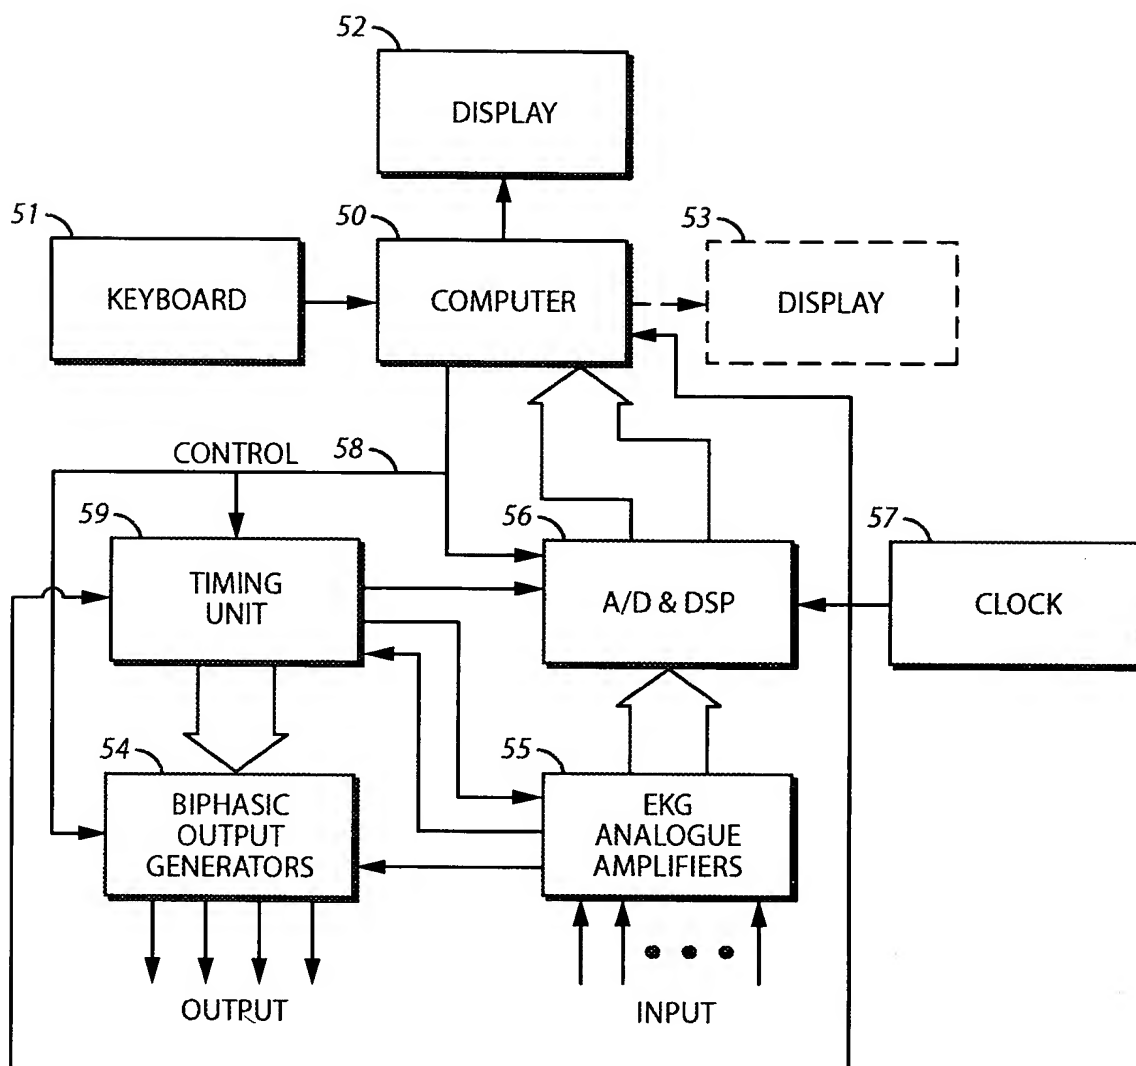 52
DISPLAY
51
KEYBOARD
50
COMPUTER
53
DISPLAY
CONTROL
58
59
TIMING
UNIT
56
A/D & DSP
57
CLOCK
54
BIPHASIC
OUTPUT
GENERATORS
55
EKG
ANALOGUE
AMPLIFIERS
OUTPUT
INPUT